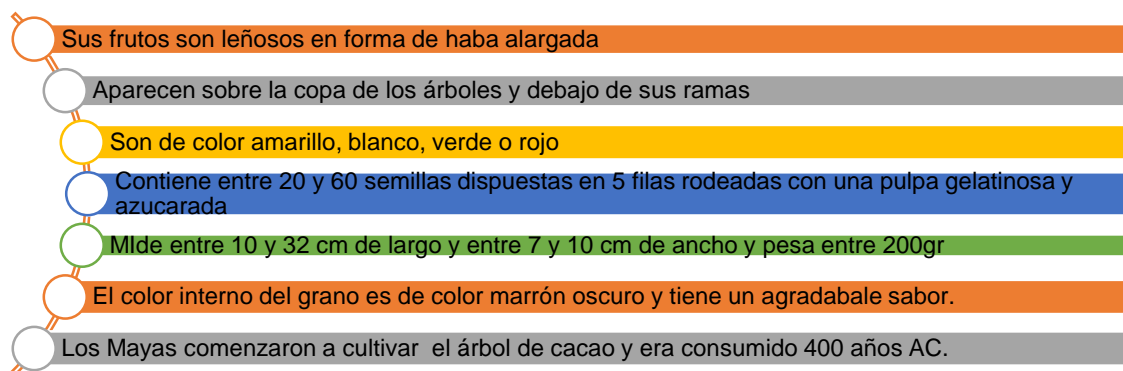 Sus frutos son leñosos en forma de haba alargada
Aparecen sobre la copa de los árboles y debajo de sus ramas
Son de color amarillo, blanco, verde o rojo
Contiene entre 20 y 60 semillas dispuestas en 5 filas rodeadas con una pulpa gelatinosa y
azucarada
MIde entre 10 y 32 cm de largo y entre 7 y 10 cm de ancho y pesa entre 200gr
El color interno del grano es de color marrón oscuro y tiene un agradabale sabor.
Los Mayas comenzaron a cultivar el árbol de cacao y era consumido 400 años AC.